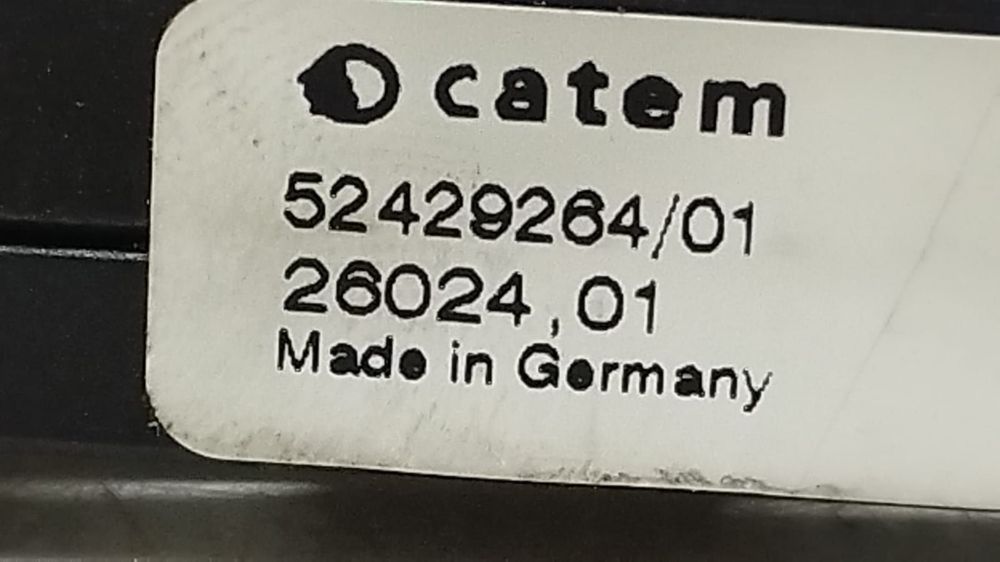 catem
52429264/01
26024,01
Made in Germany